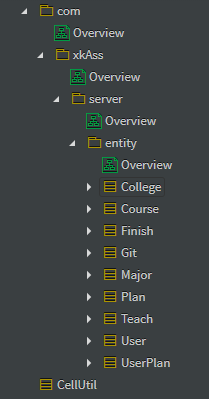 com
Overview
xkAss
Overview
server
Overview
entity
Overview
College
Course
Finish
Git
Major
Plan
Teach
User
UserPlan
CellUtil